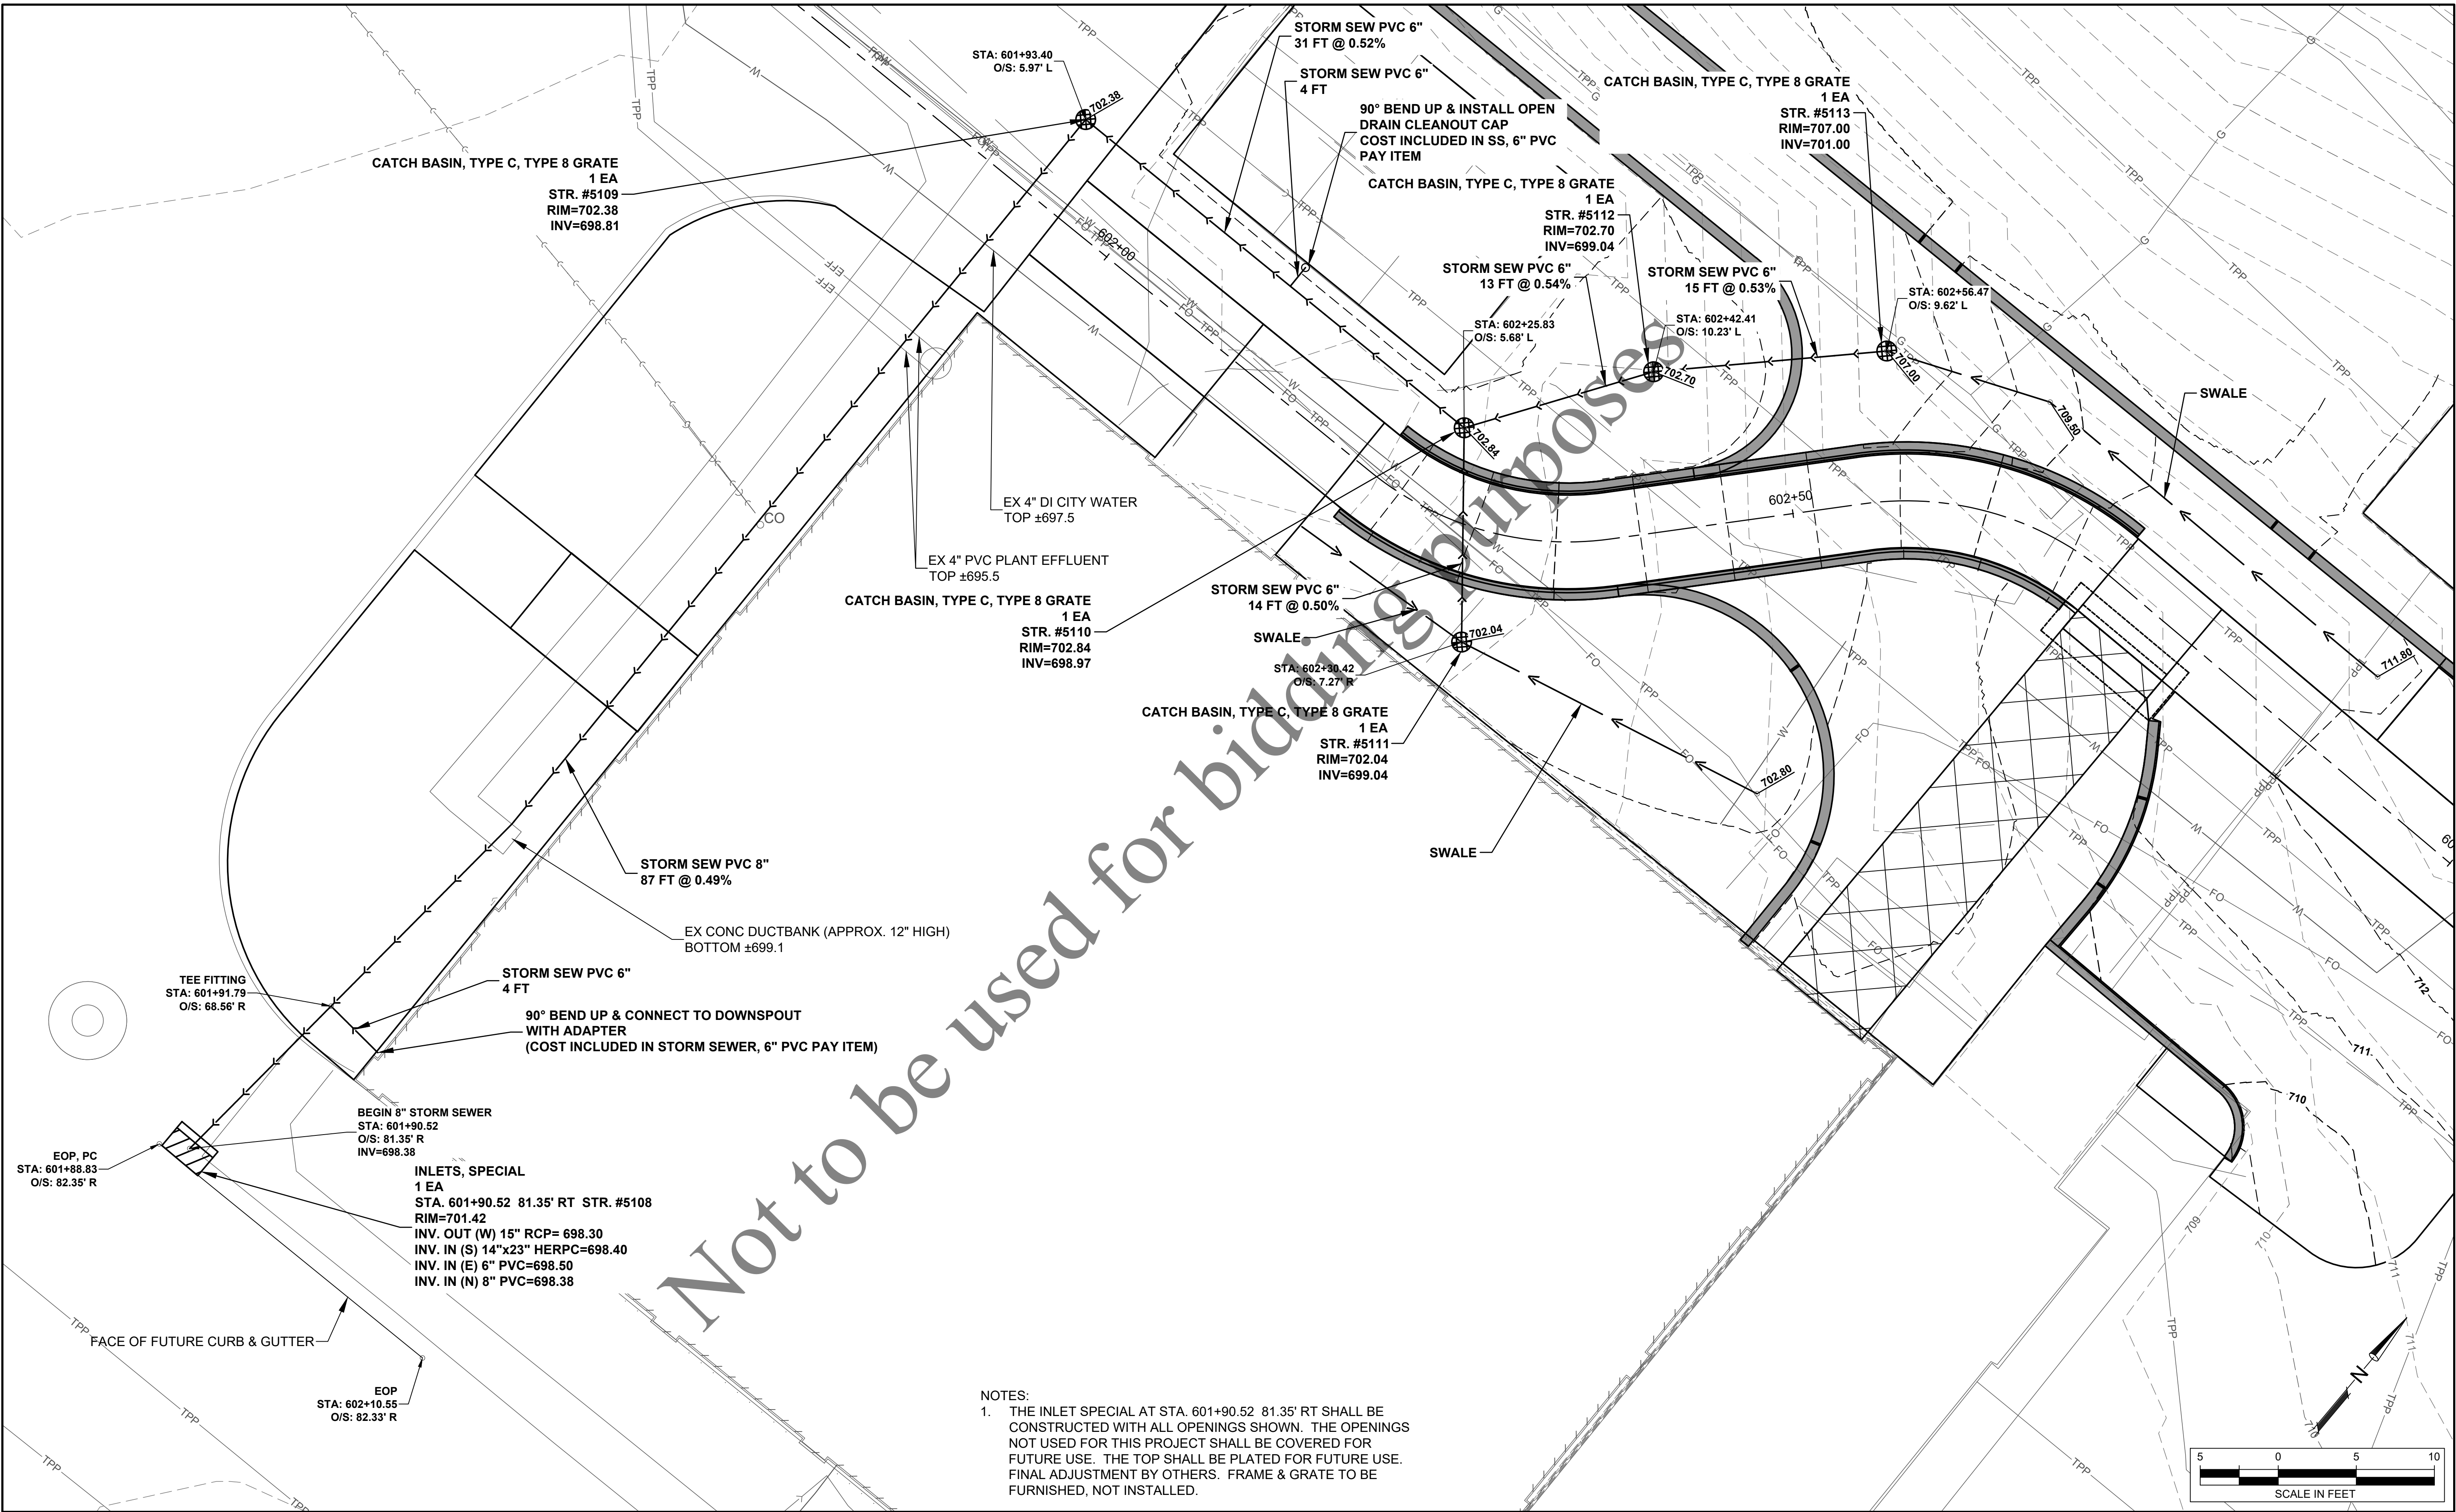 STORM SEW PVC 6"
31 FT @ 0.52%
STA: 601+93.40
O/S: 5.97' L
STORM SEW PVC 6"
4 FT
90° BEND UP & INSTALL OPEN
DRAIN CLEANOUT CAP
COST INCLUDED IN SS, 6" PVC
PAY ITEM
CATCH BASIN, TYPE C, TYPE 8 GRATE
1 EA
STR. #5113
RIM=707.00
INV=701.00
702.38
CATCH BASIN, TYPE C, TYPE 8 GRATE
1 EA
STR. #5109
RIM=702.38
INV=698.81
CATCH BASIN, TYPE C, TYPE 8 GRATE
1 EA
STR. #5112
RIM=702.70
INV=699.04
602+00
STORM SEW PVC 6"
13 FT @ 0.54%
STORM SEW PVC 6"
15 FT @ 0.53%
STA: 602+56.47
O/S: 9.62' L
STA: 602+25.83
O/S: 5.68' L
STA: 602+42.41
O/S: 10.23' L
702.70
707.00
702.84
709.50
SWALE
602+50
CO
EX 4" DI CITY WATER
TOP ±697.5
EX 4" PVC PLANT EFFLUENT
TOP ±695.5
CATCH BASIN, TYPE C, TYPE 8 GRATE
1 EA
STR. #5110
RIM=702.84
INV=698.97
STORM SEW PVC 6"
14 FT @ 0.50%
SWALE
702.04
STA: 602+30.42
O/S: 7.27' R
711.80
CATCH BASIN, TYPE C, TYPE 8 GRATE
1 EA
STR. #5111
RIM=702.04
INV=699.04
702.80
SWALE
STORM SEW PVC 8"
87 FT @ 0.49%
EX CONC DUCTBANK (APPROX. 12" HIGH)
BOTTOM ±699.1
TEE FITTING
STA: 601+91.79
O/S: 68.56' R
STORM SEW PVC 6"
4 FT
90° BEND UP & CONNECT TO DOWNSPOUT
WITH ADAPTER
(COST INCLUDED IN STORM SEWER, 6" PVC PAY ITEM)
712
711
710
709
710
711
711
710
BEGIN 8" STORM SEWER
STA: 601+90.52
O/S: 81.35' R
INV=698.38
EOP, PC
STA: 601+88.83
O/S: 82.35' R
INLETS, SPECIAL
1 EA
STA. 601+90.52 81.35' RT STR. #5108
RIM=701.42
INV. OUT (W) 15" RCP= 698.30
INV. IN (S) 14"x23" HERPC=698.40
INV. IN (E) 6" PVC=698.50
INV. IN (N) 8" PVC=698.38
FACE OF FUTURE CURB & GUTTER
EOP
STA: 602+10.55
O/S: 82.33' R
Not to be used for bidding purposes
NOTES:
1. THE INLET SPECIAL AT STA. 601+90.52 81.35' RT SHALL BE
CONSTRUCTED WITH ALL OPENINGS SHOWN. THE OPENINGS
NOT USED FOR THIS PROJECT SHALL BE COVERED FOR
FUTURE USE. THE TOP SHALL BE PLATED FOR FUTURE USE.
FINAL ADJUSTMENT BY OTHERS. FRAME & GRATE TO BE
FURNISHED, NOT INSTALLED.
N
5 0 5 10
SCALE IN FEET